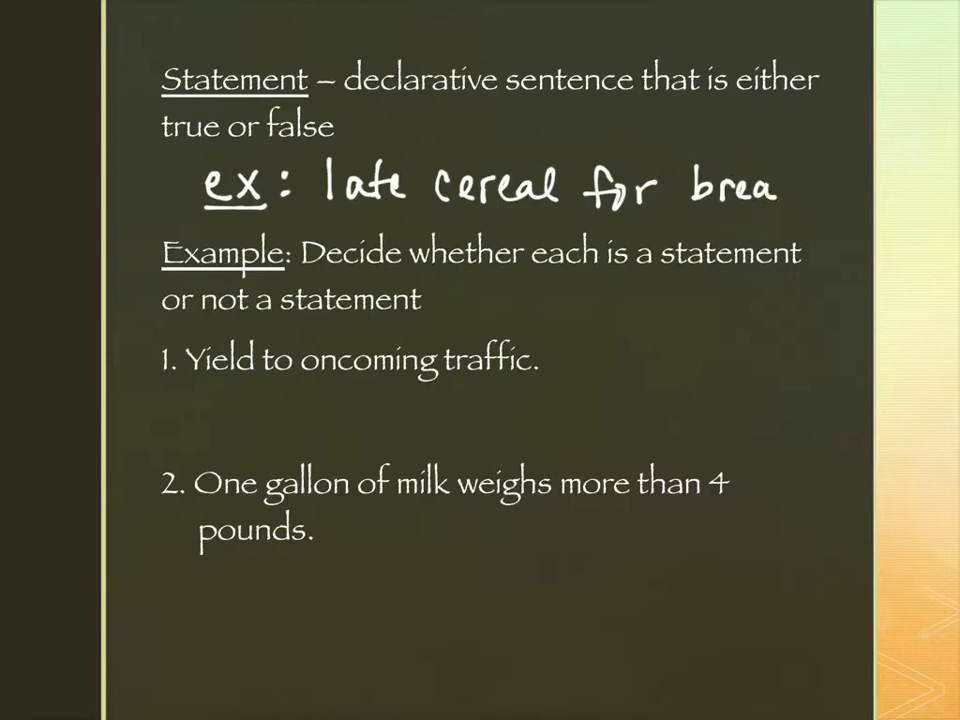 Statement – declarative sentence that is either
true or false
ex: I ate cereal for brea
Example: Decide whether each is a statement
or not a statement
1. Yield to oncoming traffic.
2. One gallon of milk weighs more than 4
pounds.